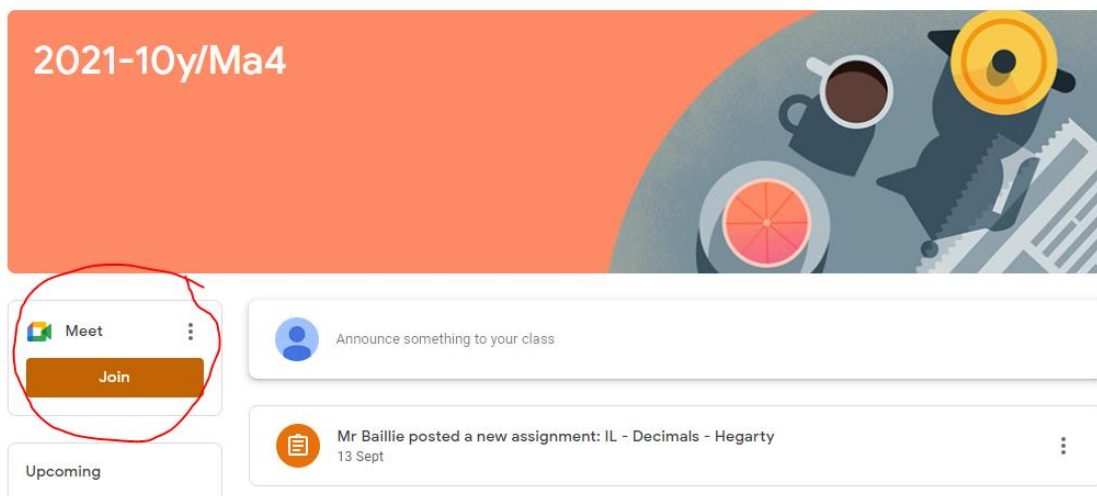 2021-10y/Ma4
Meet
Join
Announce something to your class
Mr Baillie posted a new assignment: IL - Decimals - Hegarty
13 Sept
Upcoming